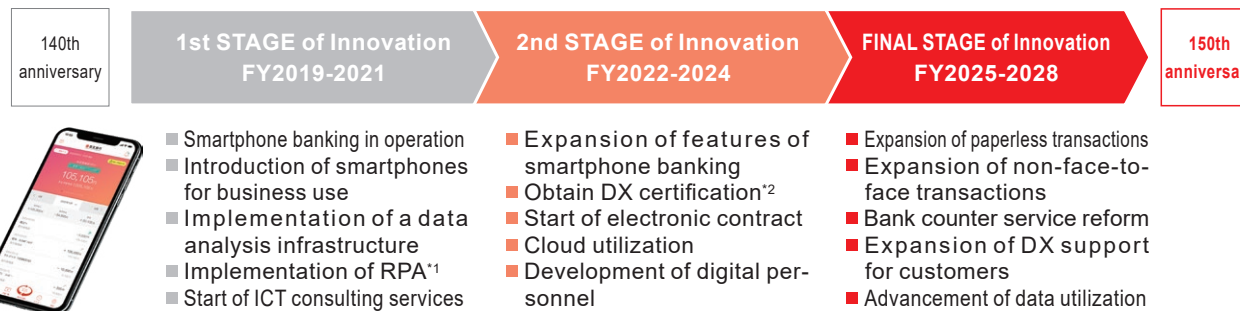 140th
anniversary
1st STAGE of Innovation
FY2019-2021
2nd STAGE of Innovation
FY2022-2024
FINAL STAGE of Innovation
FY2025-2028
150th
anniversa
■ Smartphone banking in operation
■ Introduction of smartphones
for business use
■ Implementation of a data
analysis infrastructure
■ Implementation of RPA*1
■ Start of ICT consulting services
■ Expansion of features of
smartphone banking
■ Obtain DX certification*2
■ Start of electronic contract
■ Cloud utilization
■ Development of digital per-
sonnel
■ Expansion of paperless transactions
■ Expansion of non-face-to-
face transactions
■ Bank counter service reform
■ Expansion of DX support
for customers
■ Advancement of data utilization
105,105